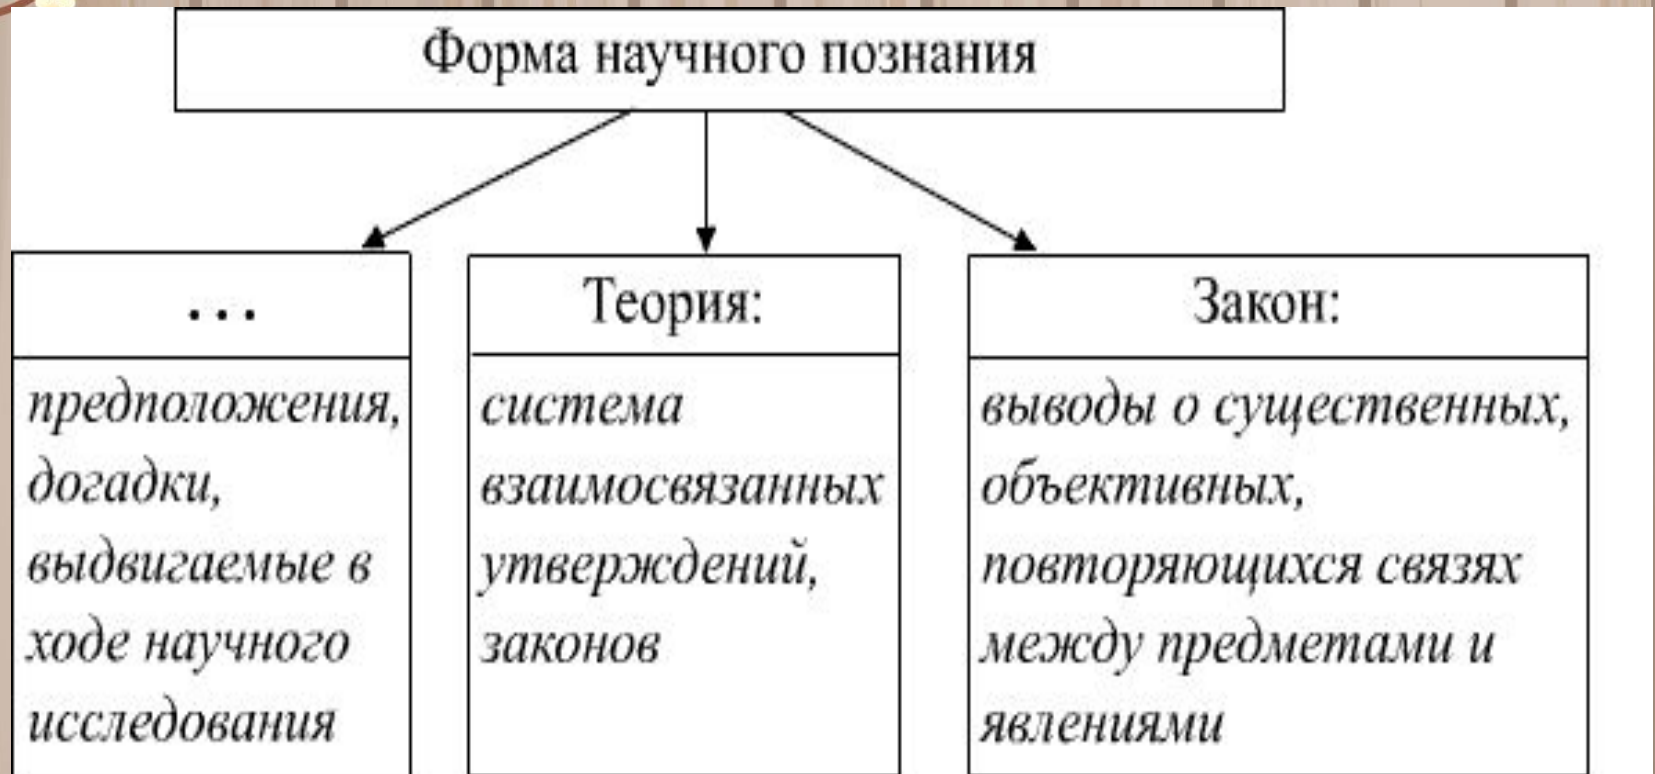 Форма научного познания
...
предположения,
догадки,
выдвигаемые в
ходе научного
исследования
Теория:
система
взаимосвязанных
утверждений,
законов
Закон:
выводы о существенных,
объективных,
повторяющихся связях
между предметами и
явлениями